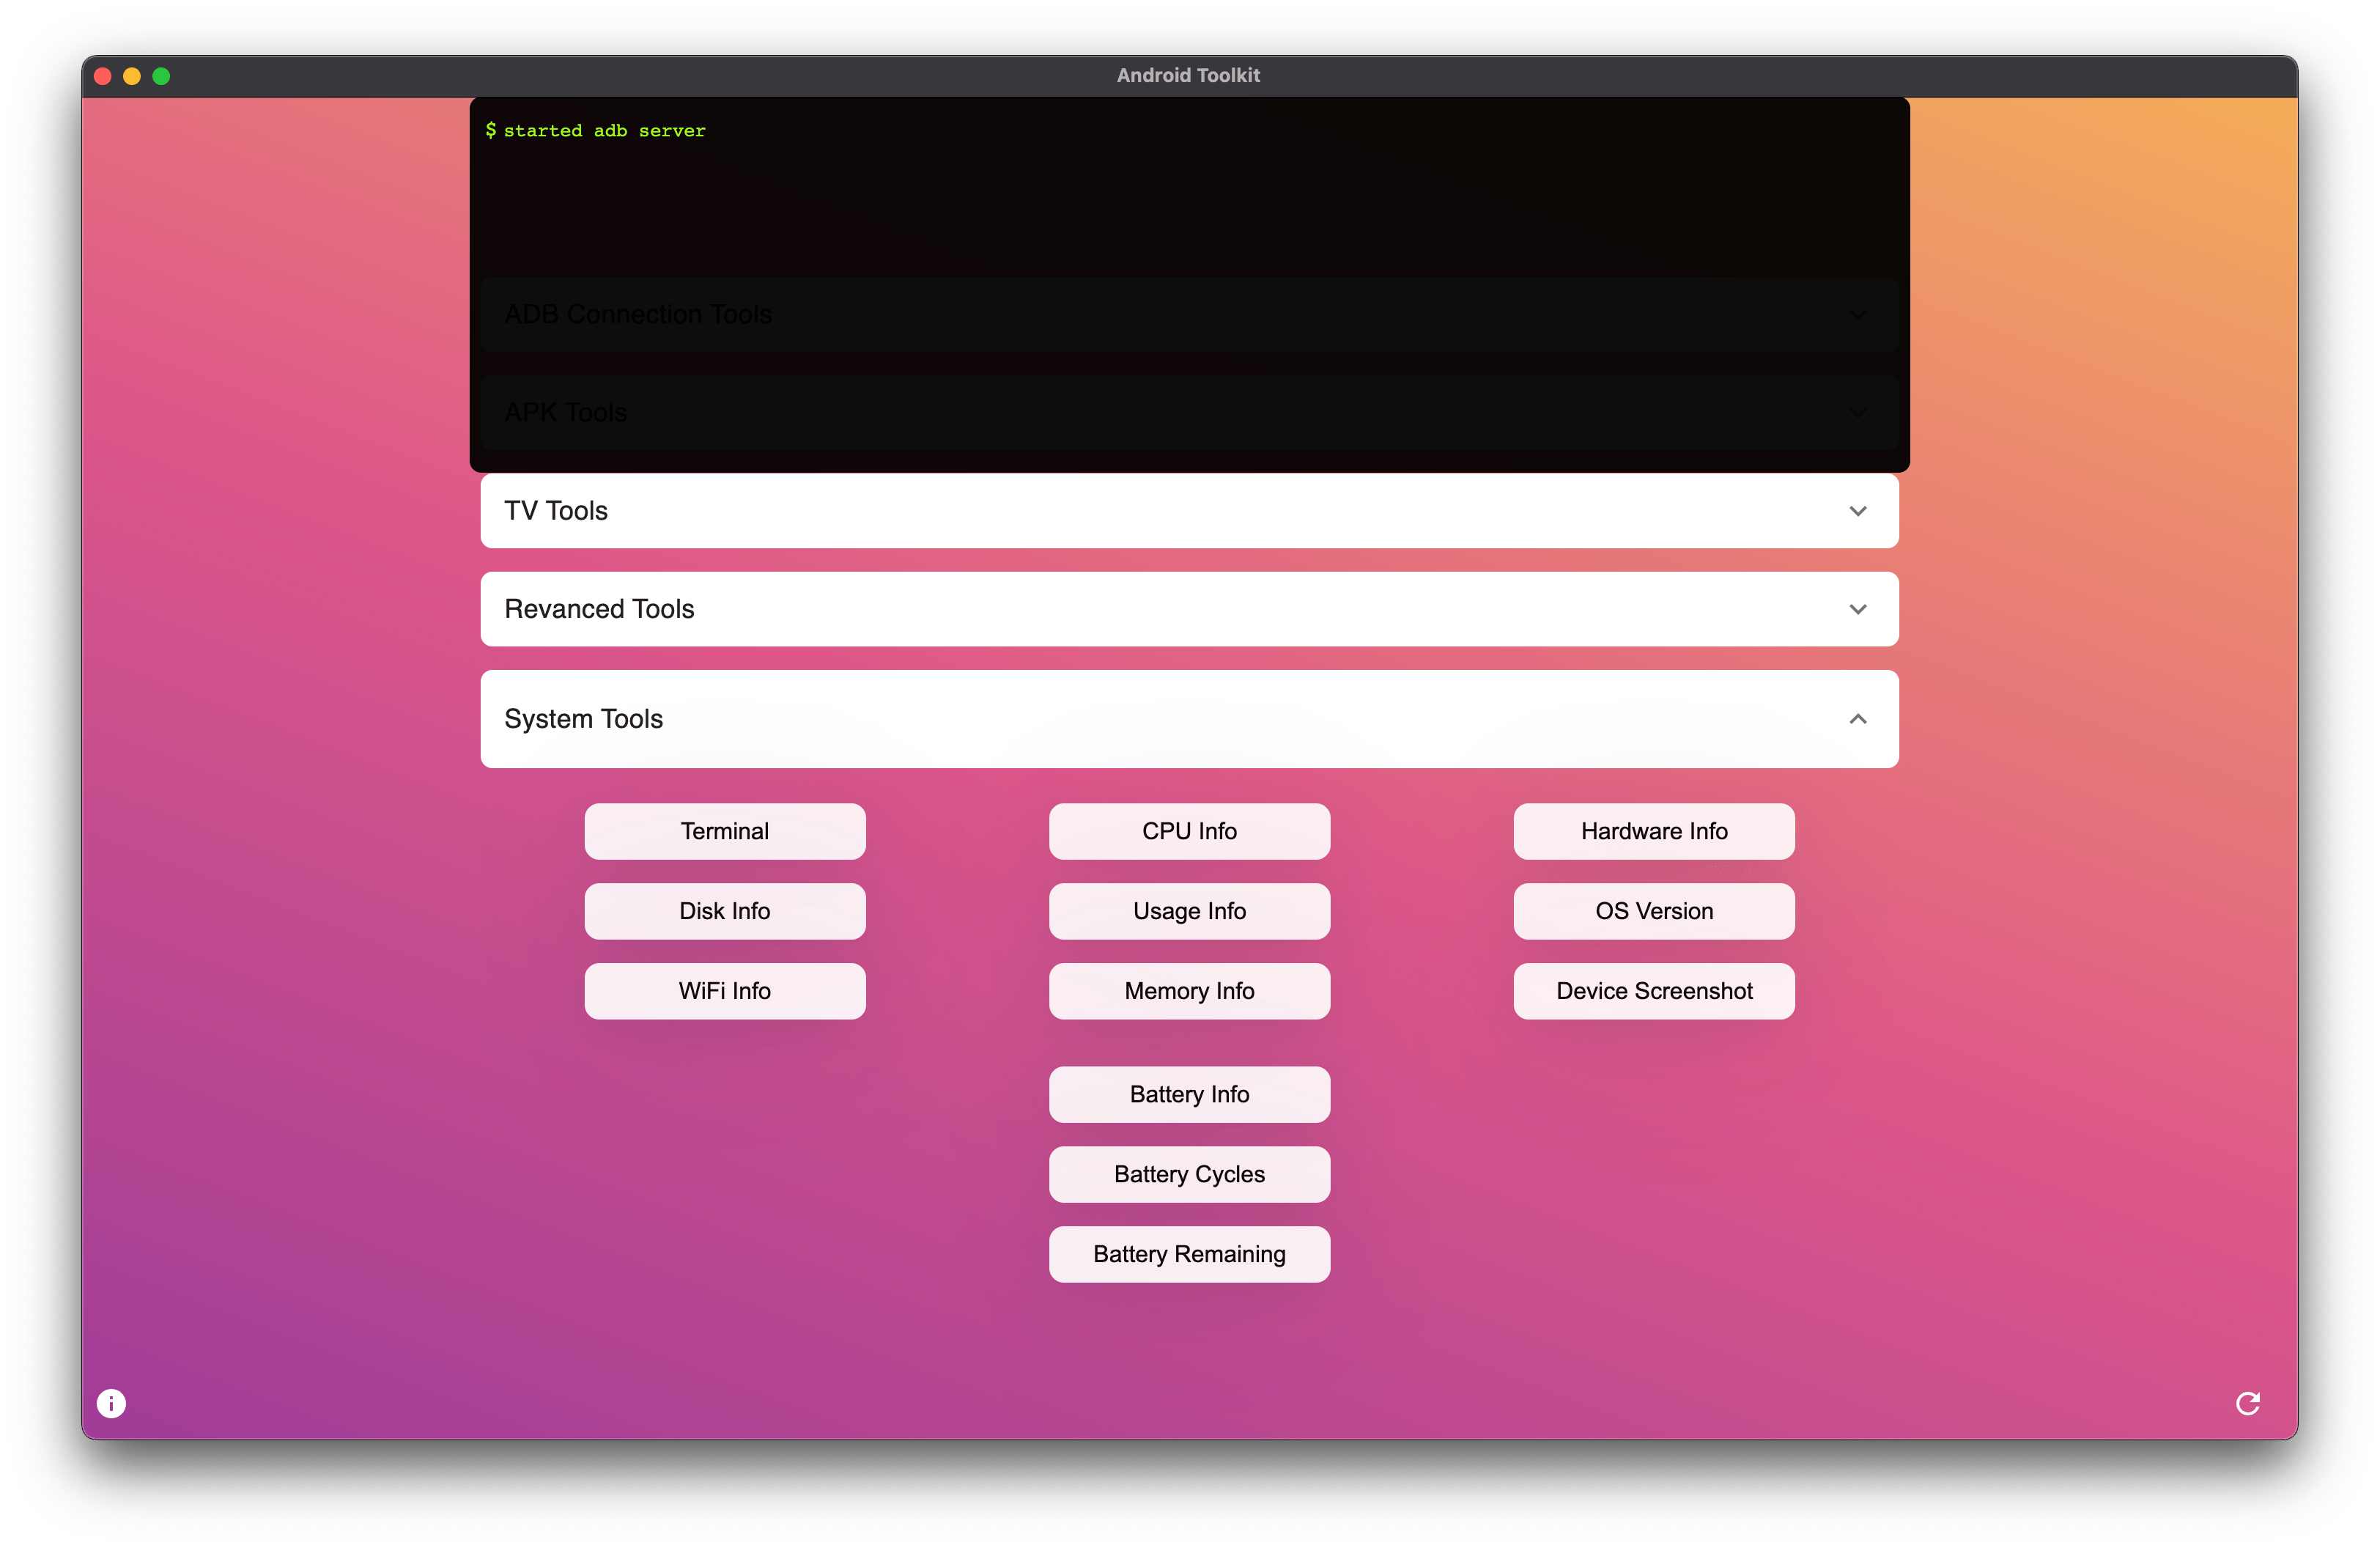 Android Toolkit
$ started adb server
ADB Connection Tools
APK Tools
TV Tools
Revanced Tools
System Tools
Terminal CPU Info Hardware Info
Disk Info Usage Info OS Version
WiFi Info Memory Info Device Screenshot
Battery Info
Battery Cycles
Battery Remaining